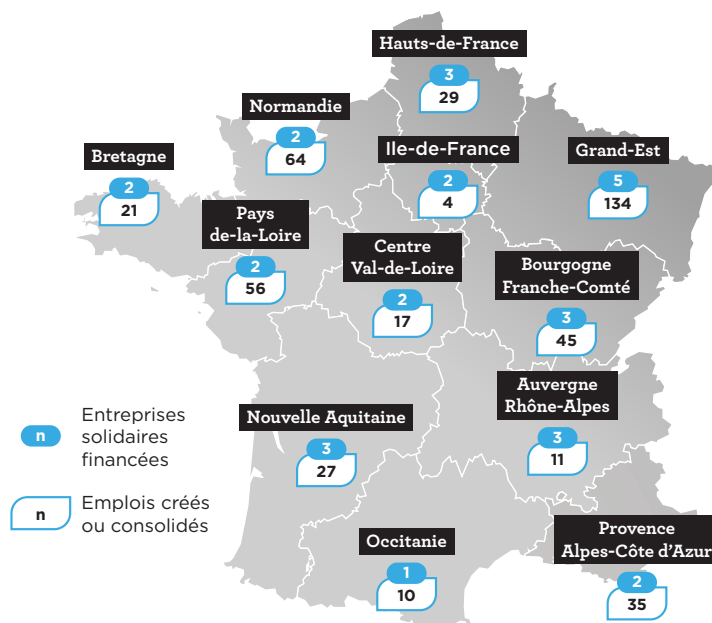 Hauts-de-France
3
29
Normandie
2
64
Ile-de-France
2
4
Grand-Est
5
134
Bretagne
2
21
Pays
de-la-Loire
2
56
Centre
Val-de-Loire
2
17
Bourgogne
Franche-Comté
3
45
Auvergne
Rhône-Alpes
3
11
Nouvelle Aquitaine
3
27
Occitanie
1
10
Provence
Alpes-Côte d'Azur
2
35
n
Entreprises
solidaires
financées
n
Emplois créés
ou consolidés